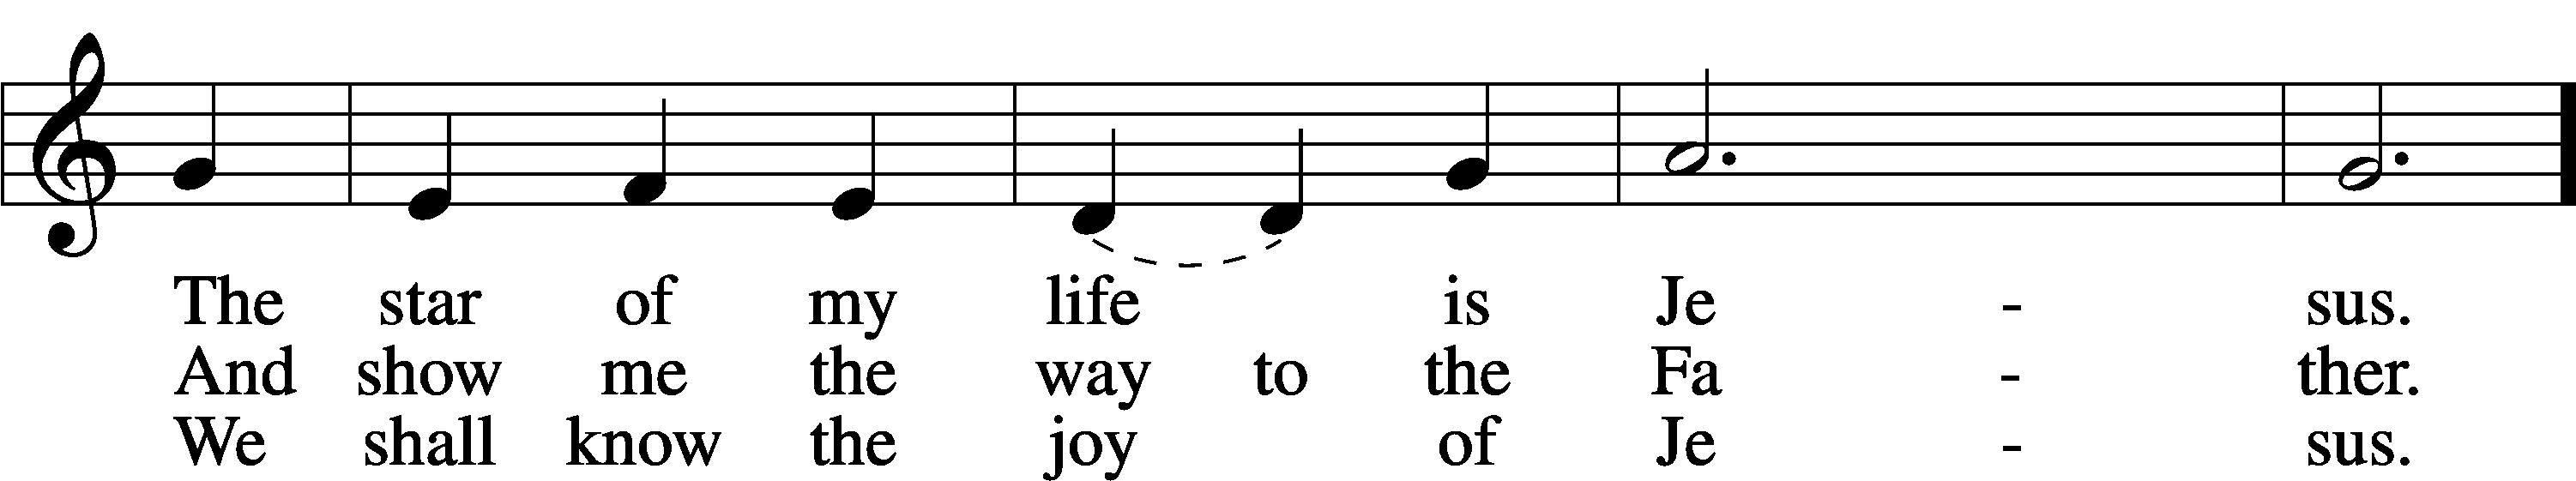 The star of my life is Je - sus.
And show me the way to the Fa - ther.
We shall know the joy of Je - sus.